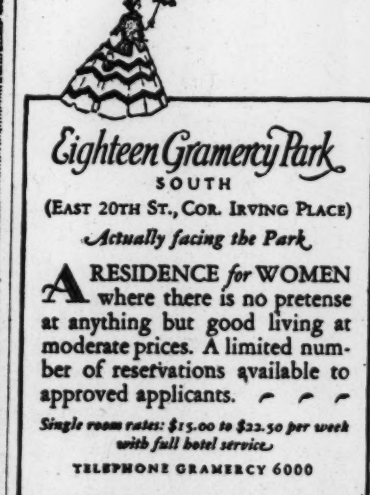 Eighteen Gramercy Park
SOUTH
(EAST 20TH ST., COR. IRVING PLACE)
Actually facing the Park
A RESIDENCE for WOMEN
where there is no pretense
at anything but good living at
moderate prices. A limited num-
ber of reservations available to
approved applicants.
Single room rates: $15.00 to $22.50 per week
with full hotel service
TELEPHONE GRAMERCY 6000